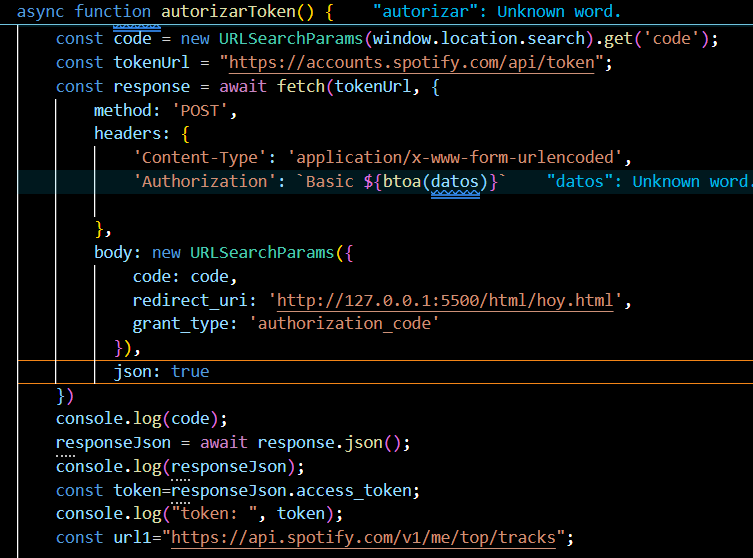 async function autorizarToken() {    "autorizar": Unknown word.
    const code = new URLSearchParams(window.location.search).get('code');
    const tokenUrl = "https://accounts.spotify.com/api/token";
    const response = await fetch(tokenUrl, {
        method: 'POST',
        headers: {
            'Content-Type': 'application/x-www-form-urlencoded',
            'Authorization': `Basic ${btoa(datos)}`    "datos": Unknown word.
        },
        body: new URLSearchParams({
            code: code,
            redirect_uri: 'http://127.0.0.1:5500/html/hoy.html',
            grant_type: 'authorization_code'
          }),
          json: true
    })
    console.log(code);
    responseJson = await response.json();
    console.log(responseJson);
    const token=responseJson.access_token;
    console.log("token: ", token);
    const url1="https://api.spotify.com/v1/me/top/tracks";